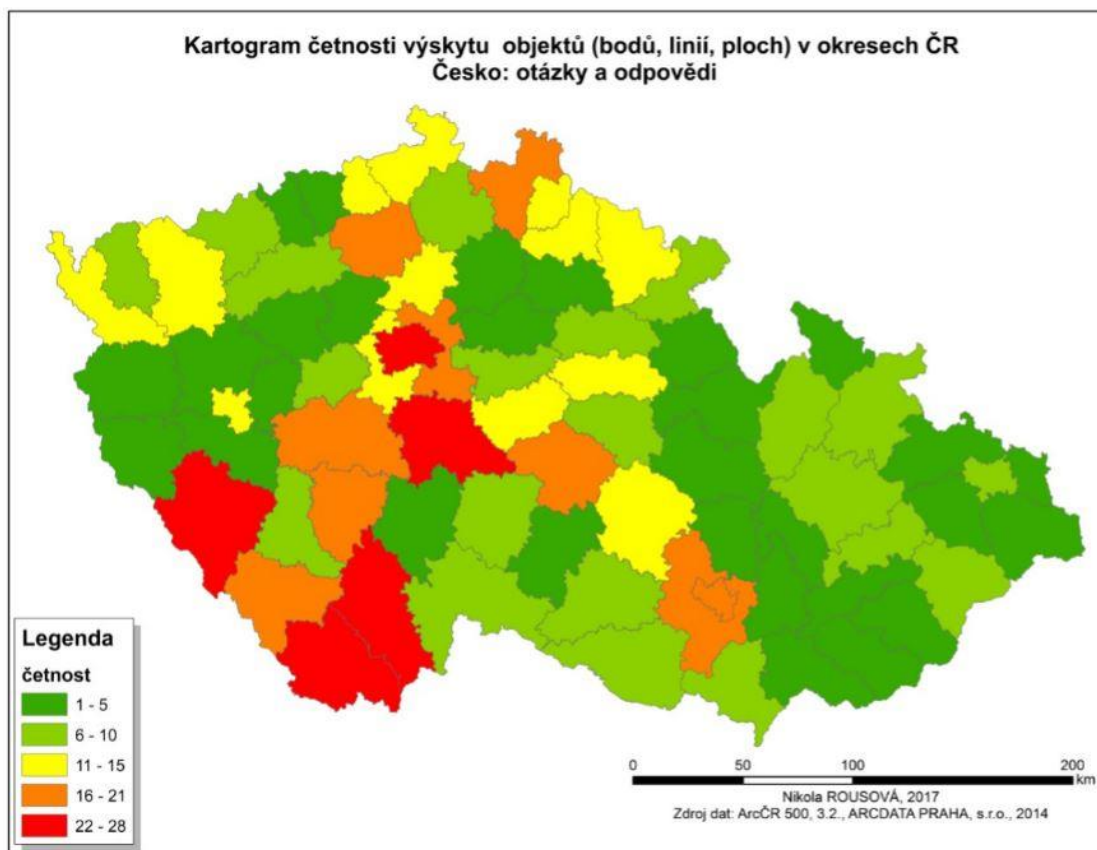 Kartogram četnosti výskytu objektů (bodů, linií, ploch) v okresech ČR
Česko: otázky a odpovědi
Legenda
četnost
1 - 5
6 - 10
11 - 15
16 - 21
22 - 28
0 50 100 200
km
Nikola ROUSOVÁ, 2017
Zdroj dat: ArcČR 500, 3.2., ARCDATA PRAHA, s.r.o., 2014